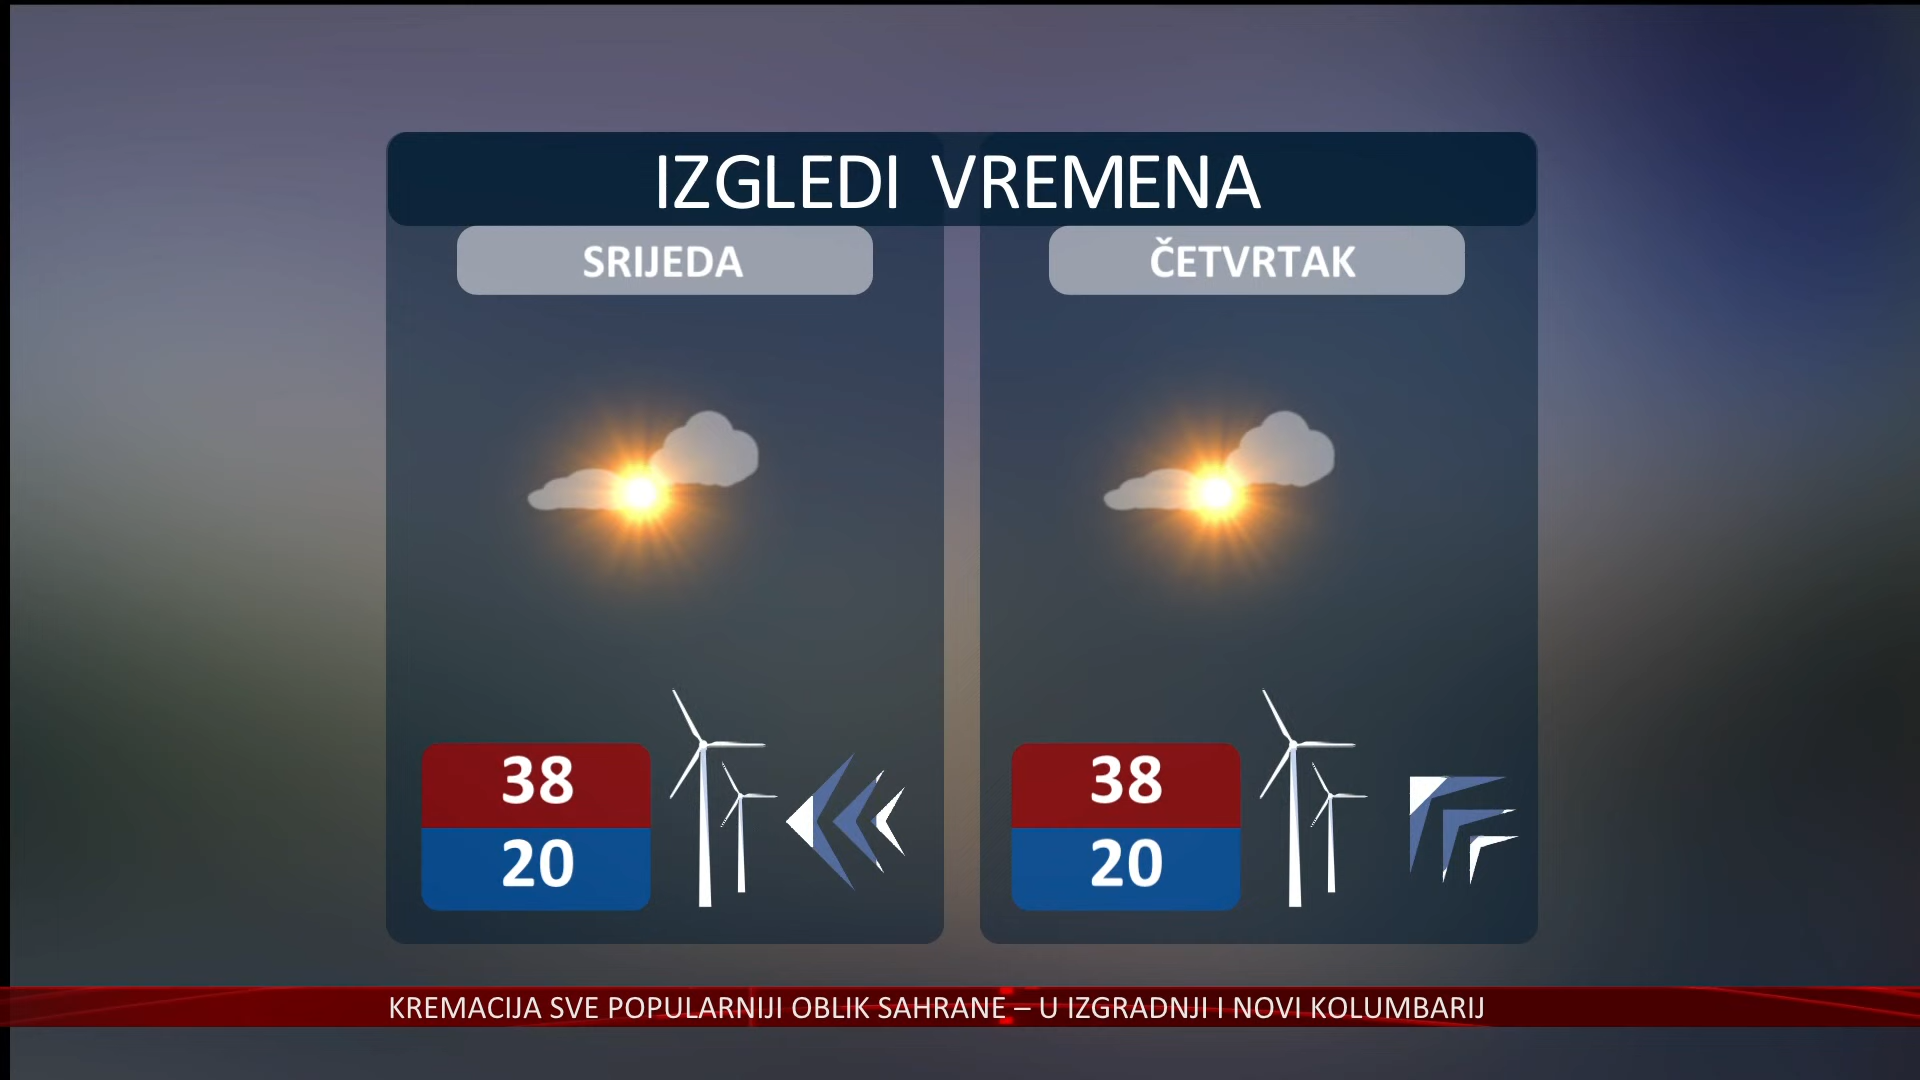 IZGLEDI VREMENA
SRIJEDA
ČETVRTAK
38
20
38
20
KREMACIJA SVE POPULARNIJI OBLIK SAHRANE – U IZGRADNJI I NOVI KOLUMBARIJ